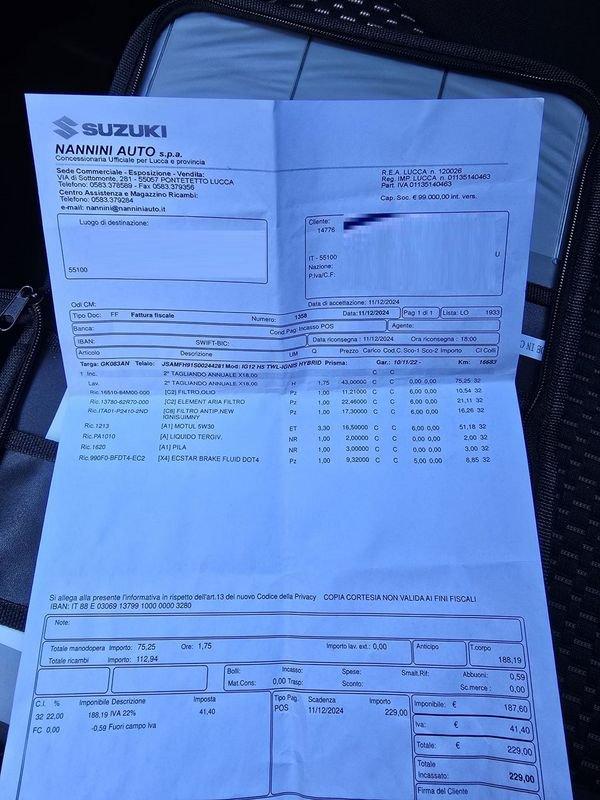 SUZUKI
NANNINI AUTO s.p.a.
Concessionaria Ufficiale per Lucca e provincia
Sede Commerciale - Esposizione - Vendita:
VIA di Sottomonte, 281 - 55057 PONTETETTO LUCCA
Telefono: 0583.378589 - Fax 0583.379356
Centro Assistenza e Magazzino Ricambi:
Telefono: 0583.379284
e-mail: nannini@nanniniauto.it
R.E.A. LUCCA n. 120026
Reg. IMP. LUCCA n. 01135140463
Part. IVA 01135140463
Cap. Soc. € 99.000,00 int. vers.
Luogo di destinazione:
55100
Cliente:
14776
IT - 55100
U
Nazione:
P.Iva/C.F:
Odl CM:
Data di accettazione: 11/12/2024
Tipo Doc: FF Fattura fiscale Numero: 1358 Data: 11/12/2024 Pag 1 di 1 Lista: LO 1933
Banca: Cond Pag: Incasso POS Agente:
IBAN: SWIFT-BIC: Data riconsegna : 11/12/2024 Ora riconsegna : 18:00
Articolo Descrizione UM Q Prezzo Carico Cod.C. Sco-1 Sco-2 Importo CI Colli
Targa: GK083AN Telaio: JSAMFH91S00244281 Mod: IG12 HS TWL-IGNIS HYBRID Prisma: Gar.: 10/11/22 - Km: 16683
1 Inc. 2° TAGLIANDO ANNUALE X18,00
Lav. 2° TAGLIANDO ANNUALE X18,00 H 1,75 43,00000 C C 0,00 0,00 75,25 32
Ric.16510-84M00-000 [C2] FILTRO,OLIO Pz 1,00 11,21000 C C 6,00 0,00 10,54 32
Ric.13780-62R70-000 [C2] ELEMENT ARIA FILTRO Pz 1,00 22,46000 C C 6,00 0,00 21,11 32
Ric.ITA01-P2410-2ND [C8] FILTRO ANTIP.NEW IGNIS/JIMNY Pz 1,00 17,30000 C C 6,00 0,00 16,26 32
Ric.1213 [A1] MOTUL 5W30 ET 3,30 16,50000 C C 6,00 0,00 51,18 32
Ric.PA1010 [A] LIQUIDO TERGIV. NR 1,00 2,00000 C C 0,00 0,00 2,00 32
Ric.1620 [A1] PILA NR 1,00 3,00000 C C 0,00 0,00 3,00 32
Ric.990F0-BFDT4-EC2 [X4] ECSTAR BRAKE FLUID DOT4 Pz 1,00 9,32000 C C 5,00 0,00 8,85 32
Si allega alla presente l'informativa in rispetto dell'art.13 del nuovo Codice della Privacy COPIA CORTESIA NON VALIDA AI FINI FISCALI
IBAN: IT 88 E 03069 13799 1000 0000 3280
Note:
Totale manodopera Importo: 75,25 Ore: 1,75 Importo lav. ext.: 0,00 Anticipo T.corpo
Totale ricambi Importo: 112,94 188,19
Bolli: Incasso: Spese: Smalt.Rif: Abbuoni: 0,59
Mat.Cons: 0,00 Trasp: Sconto: Sc.merce : 0,00
C.I. % Imponibile Descrizione Imposta
32 22,00 188,19 IVA 22% 41,40
FC 0,00 -0,59 Fuori campo Iva
Tipo Pag. Scadenza Importo
POS 11/12/2024 229,00
Imponibile: € 187,60
Iva: € 41,40
Totale: € 229,00
Totale
Incassato: 229,00
Firma del Cliente